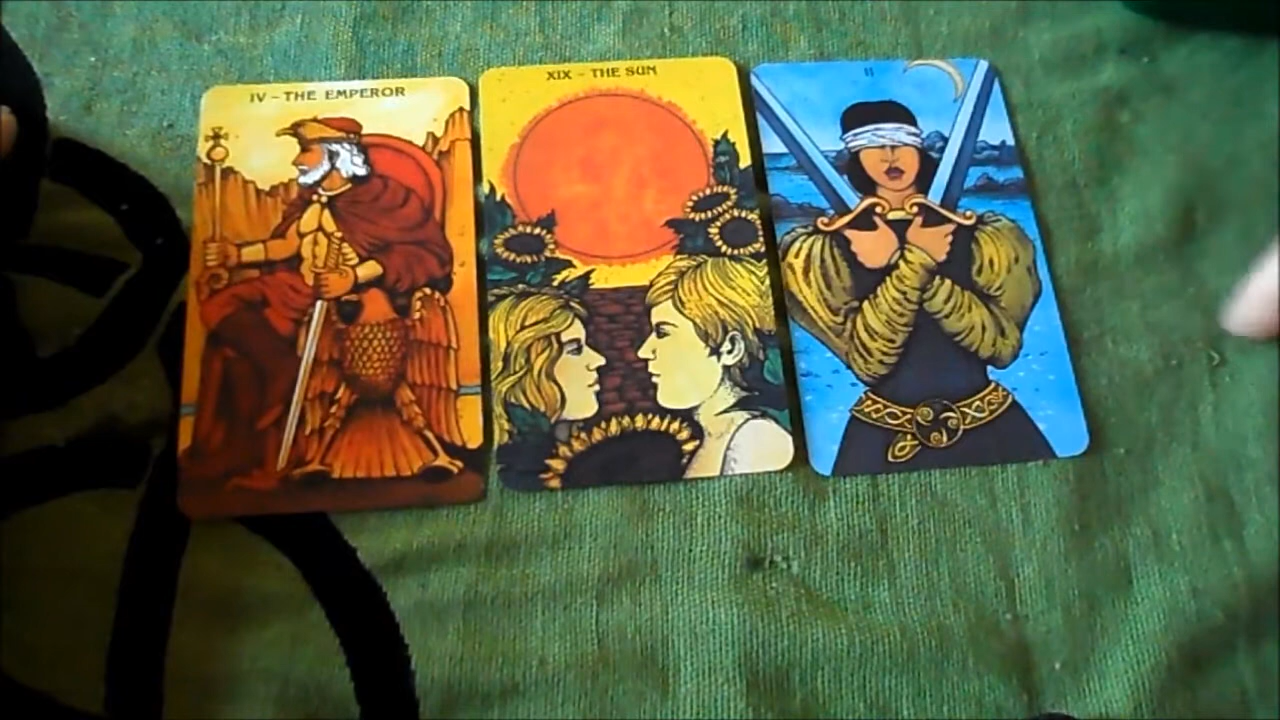 IV – THE EMPEROR
XIX – THE SUN
II